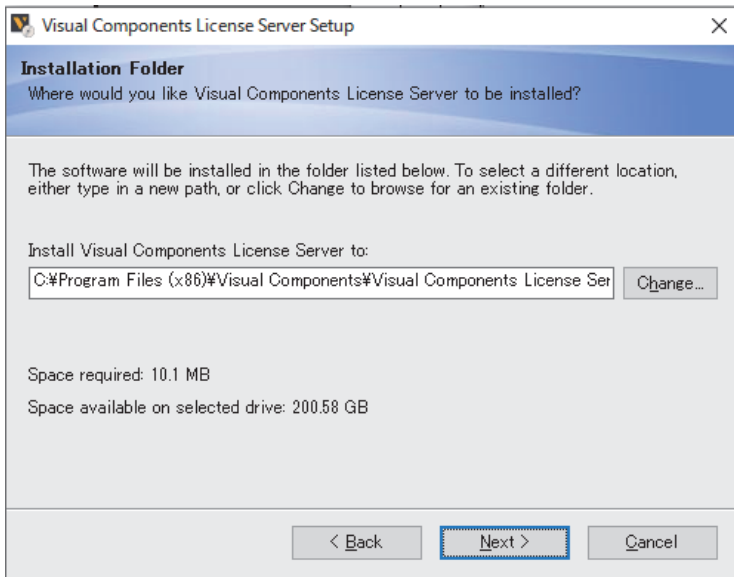 Visual Components License Server Setup
Installation Folder
Where would you like Visual Components License Server to be installed?
The software will be installed in the folder listed below. To select a different location,
either type in a new path, or click Change to browse for an existing folder.
Install Visual Components License Server to:
C:¥Program Files (x86)¥Visual Components¥Visual Components License Ser
Change...
Space required: 10.1 MB
Space available on selected drive: 200.58 GB
< Back
Next >
Cancel